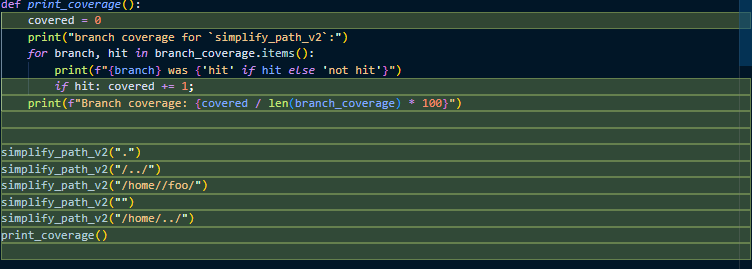 def print_coverage():
    covered = 0
    print("branch coverage for `simplify_path_v2`:")
    for branch, hit in branch_coverage.items():
        print(f"{branch} was {'hit' if hit else 'not hit'}")
        if hit: covered += 1;
    print(f"Branch coverage: {covered / len(branch_coverage) * 100}")
simplify_path_v2(".")
simplify_path_v2("/../")
simplify_path_v2("/home//foo/")
simplify_path_v2("")
simplify_path_v2("/home/../")
print_coverage()